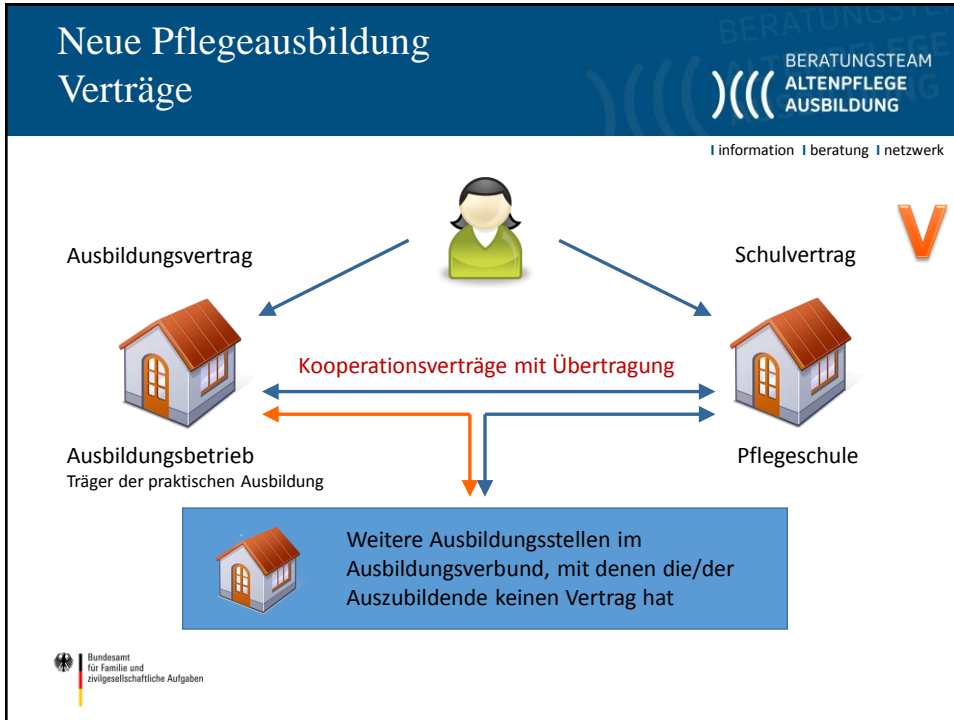 Neue Pflegeausbildung
Verträge
BERATUNGSTEAM
ALTENPFLEGE
AUSBILDUNG
I information I beratung I netzwerk
Ausbildungsvertrag
Schulvertrag
V
Kooperationsverträge mit Übertragung
Ausbildungsbetrieb
Träger der praktischen Ausbildung
Pflegeschule
Weitere Ausbildungsstellen im
Ausbildungsverbund, mit denen die/der
Auszubildende keinen Vertrag hat
Bundesamt
für Familie und
zivilgesellschaftliche Aufgaben